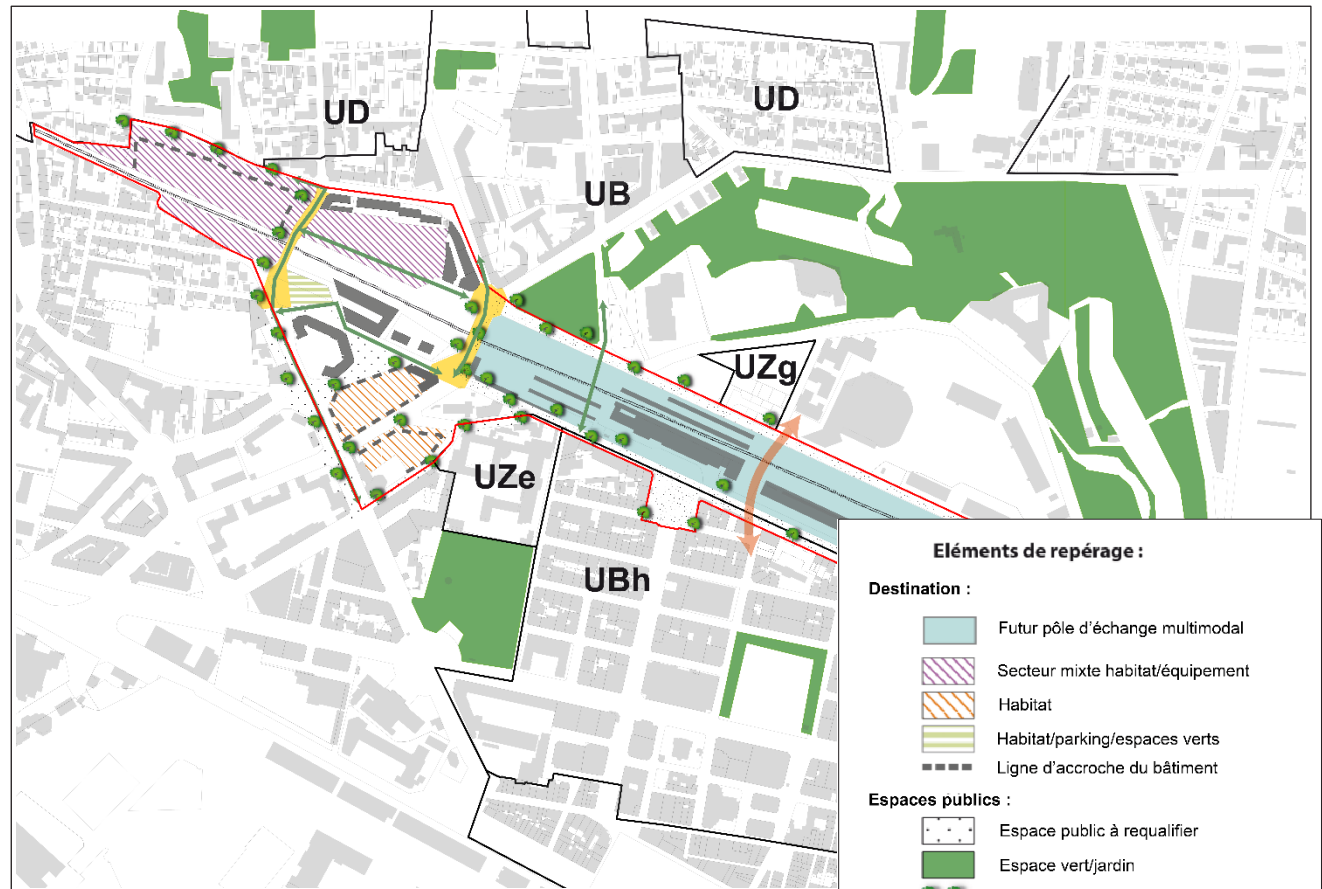 UD
UD
UB
UZg
UZe
UBh
Eléments de repérage :
Destination :
Futur pôle d'échange multimodal
Secteur mixte habitat/équipement
Habitat
Habitat/parking/espaces verts
Ligne d'accroche du bâtiment
Espaces publics :
Espace public à requalifier
Espace vert/jardin